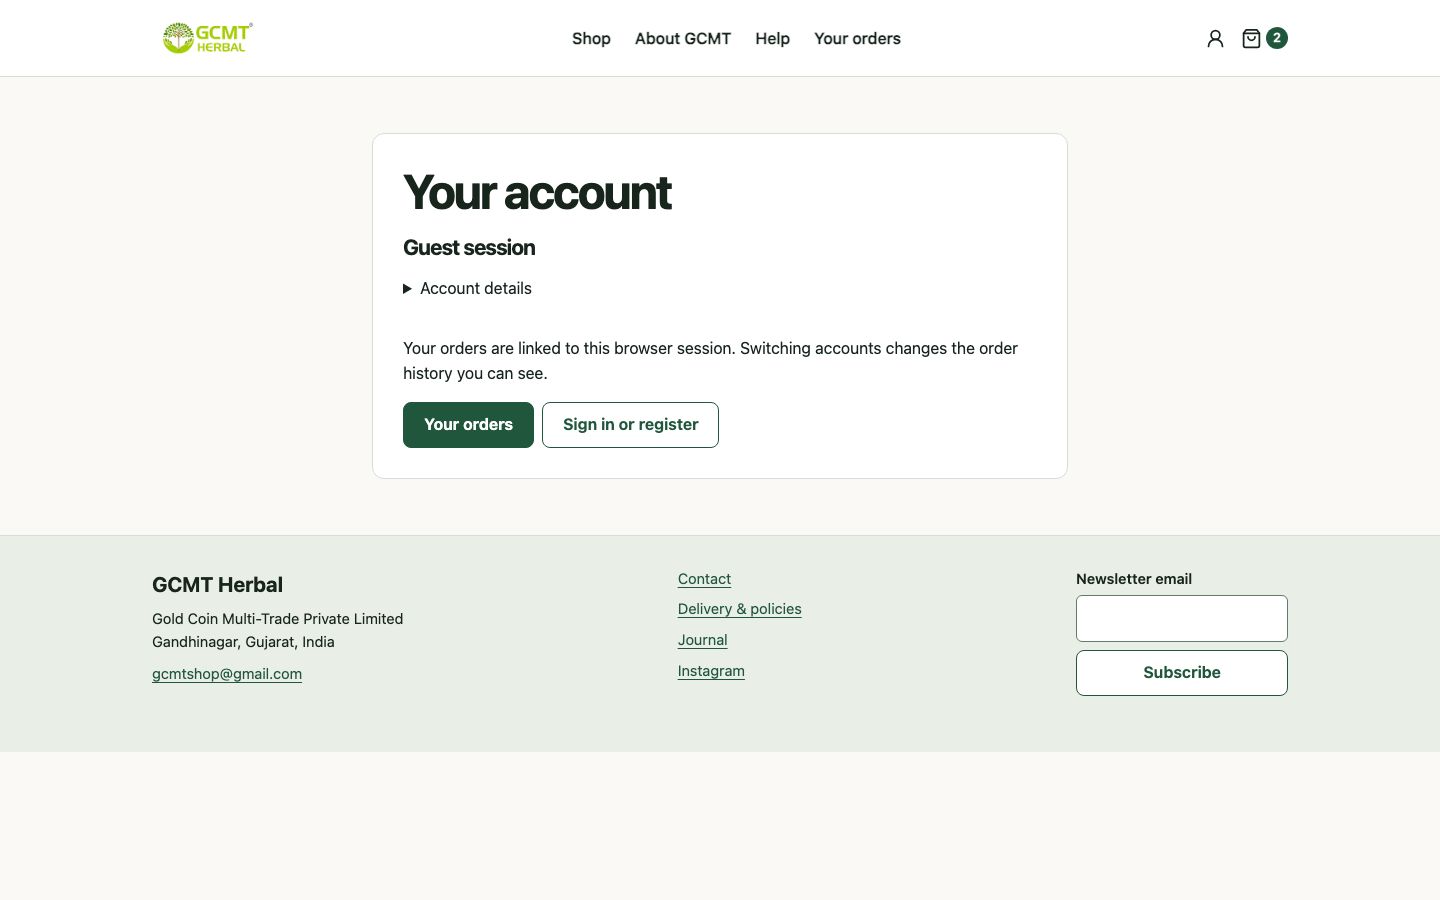 GCMT®
HERBAL
Shop
About GCMT
Help
Your orders
2
Your account
Guest session
Account details
Your orders are linked to this browser session. Switching accounts changes the order
history you can see.
Your orders
Sign in or register
GCMT Herbal
Gold Coin Multi-Trade Private Limited
Gandhinagar, Gujarat, India
gcmtshop@gmail.com
Contact
Delivery & policies
Journal
Instagram
Newsletter email
Subscribe